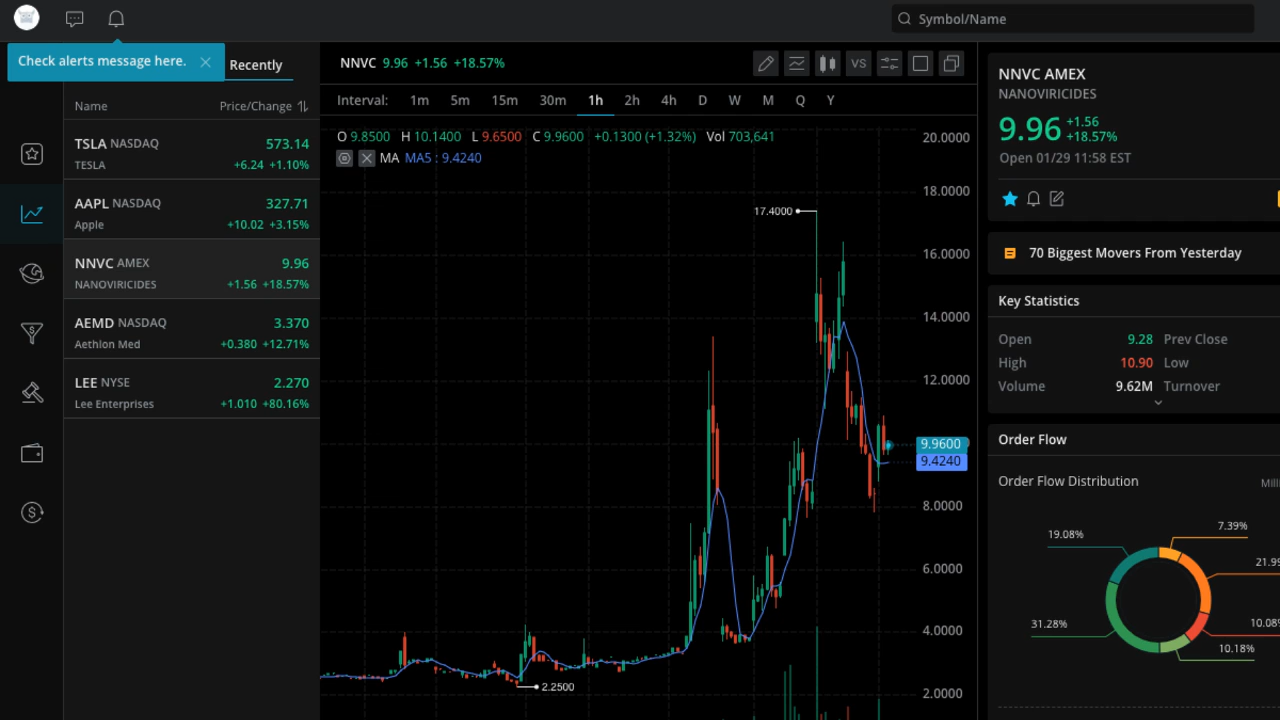 Symbol/Name
Check alerts message here.
Recently
Name Price/Change
TSLA NASDAQ 573.14
TESLA +6.24 +1.10%
AAPL NASDAQ 327.71
Apple +10.02 +3.15%
NNVC AMEX 9.96
NANOVIRICIDES +1.56 +18.57%
AEMD NASDAQ 3.370
Aethlon Med +0.380 +12.71%
LEE NYSE 2.270
Lee Enterprises +1.010 +80.16%
NNVC 9.96 +1.56 +18.57%
VS
Interval: 1m 5m 15m 30m 1h 2h 4h D W M Q Y
O 9.8500 H 10.1400 L 9.6500 C 9.9600 +0.1300 (+1.32%) Vol 703,641
MA MA5 : 9.4240
20.0000
18.0000
17.4000
16.0000
14.0000
12.0000
9.9600
9.4240
8.0000
6.0000
4.0000
2.2500
2.0000
NNVC AMEX
NANOVIRICIDES
9.96 +1.56
+18.57%
Open 01/29 11:58 EST
70 Biggest Movers From Yesterday
Key Statistics
Open 9.28 Prev Close
High 10.90 Low
Volume 9.62M Turnover
Order Flow
Order Flow Distribution Milli
7.39%
19.08%
21.99
31.28%
10.08%
10.18%